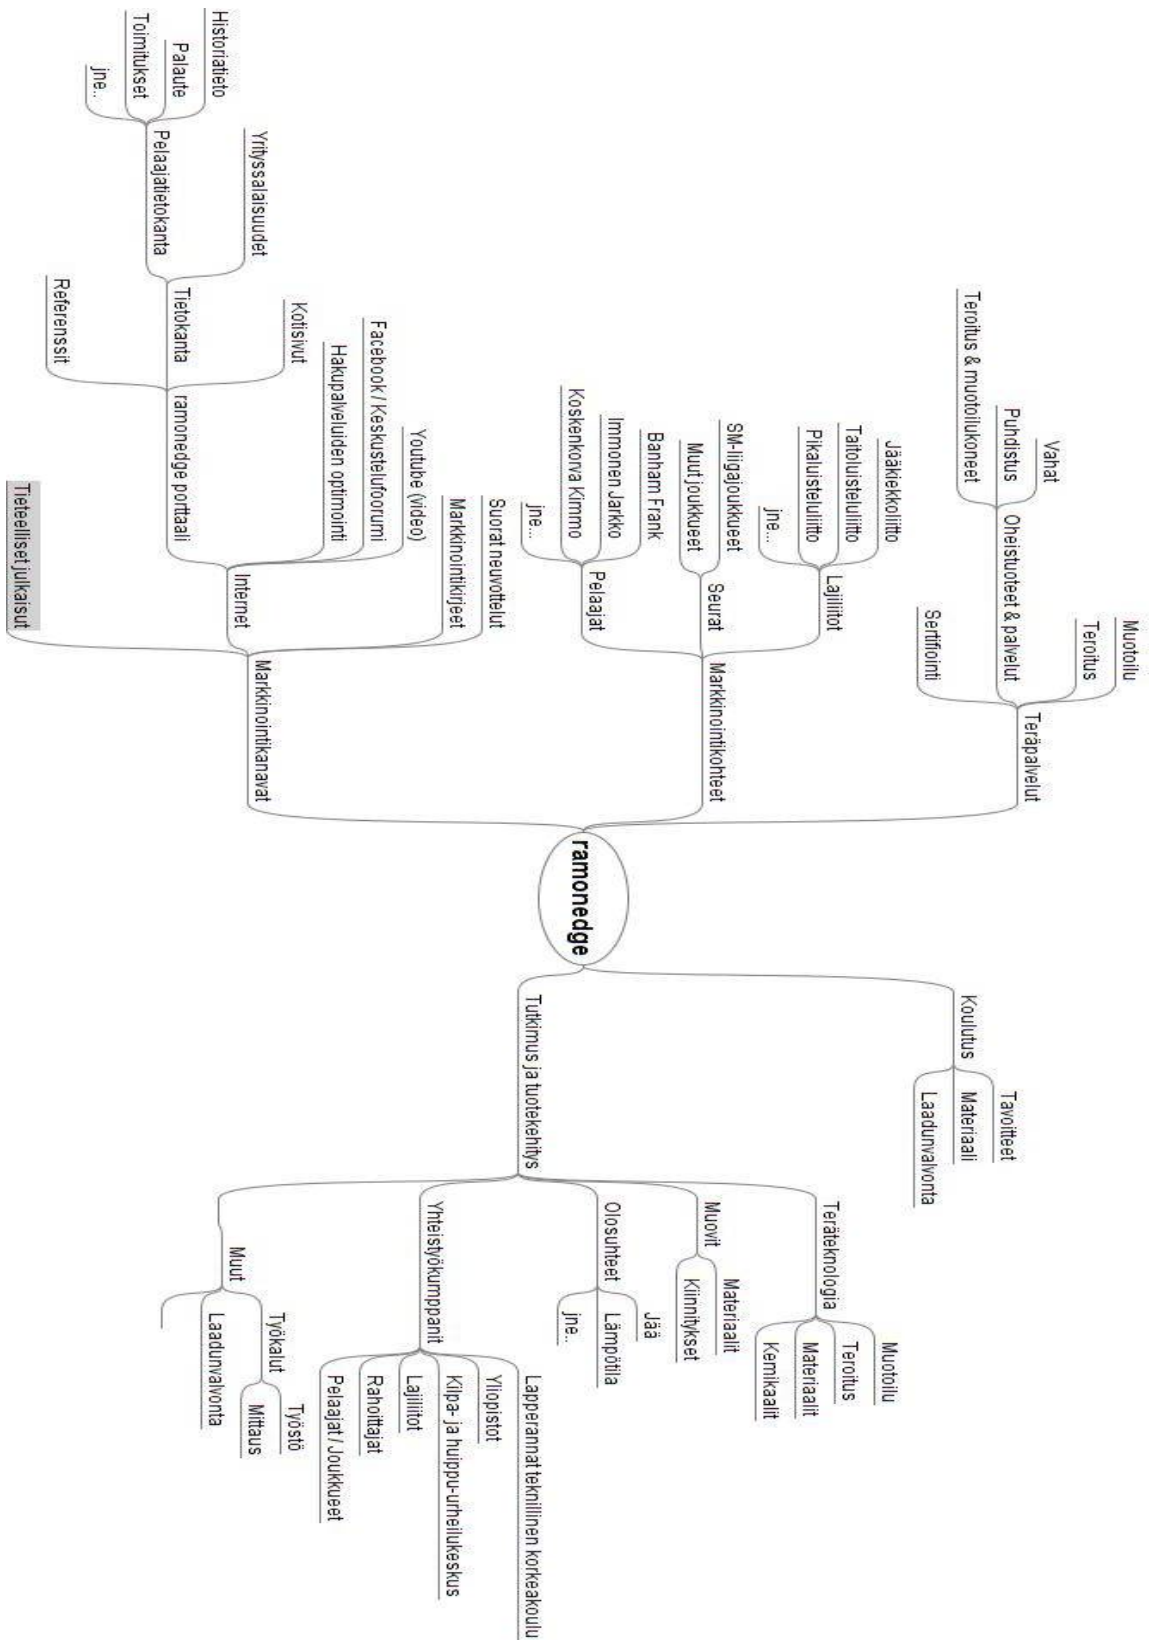 ramonedge
Teräpalvelut
Muotoilu
Teroitus
Oheistuoteet & palvelut
Vahat
Puhdistus
Teroitus & muotoilukoneet
Sertifiointi
Markkinointikohteet
Lajiliitot
Jääkiekkoliitto
Taitoluisteluliitto
Pikaluisteluliitto
jne...
Seurat
SM-liigajoukkueet
Muut joukkueet
Pelaajat
Banham Frank
Immonen Jarkko
Koskenkorva Kimmo
jne...
Markkinointikanavat
Suorat neuvottelut
Markkinointikirjeet
Internet
Youtube (video)
Facebook / Keskustelufoorumi
Hakupalveluiden optimointi
ramonedge porttaali
Kotisivut
Tietokanta
Yrityssalaisuudet
Pelaajatietokanta
Historiatieto
Palaute
Toimitukset
jne..
Referenssit
Tieteelliset julkaisut
Koulutus
Tavoitteet
Materiaali
Laadunvalvonta
Tutkimus ja tuotekehitys
Teräteknologia
Muotoilu
Teroitus
Materiaalit
Kemikaalit
Muovit
Materiaalit
Kiinnitykset
Olosuhteet
Jää
Lämpötila
jne..
Yhteistyökumppanit
Lapperannat teknillinen korkeakoulu
Yliopistot
Kilpa- ja huippu-urheilukeskus
Lajiliitot
Rahoittajat
Pelaajat / Joukkueet
Muut
Työkalut
Työstö
Mittaus
Laadunvalvonta